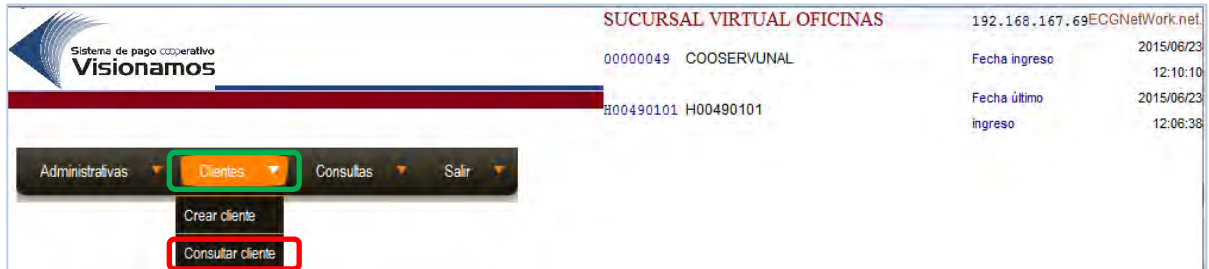 SUCURSAL VIRTUAL OFICINAS
192.168.167.69ECGNetWork.net.
Sistema de pago cooperativo
Visionamos
00000049 COOSERVUNAL
Fecha ingreso 2015/06/23
12:10:10
H00490101 H00490101
Fecha último 2015/06/23
ingreso 12:06:38
Administrativas Clientes Consultas Salir
Crear cliente
Consultar cliente